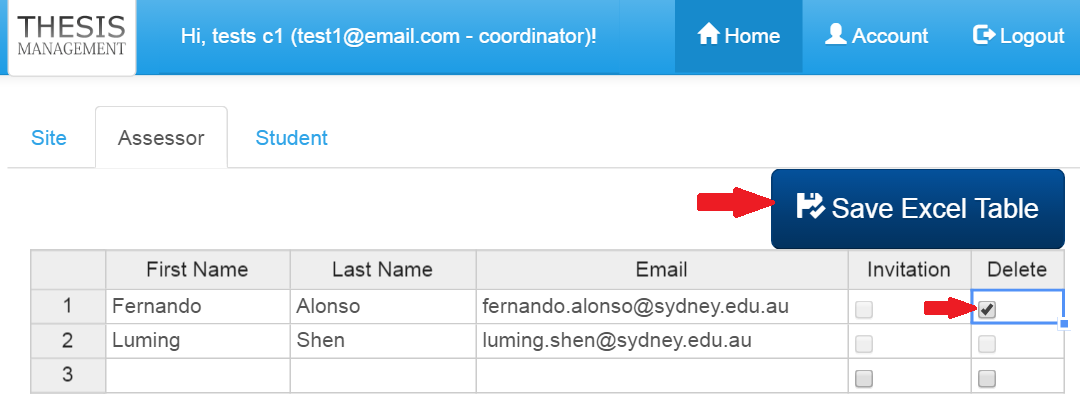 THESIS
MANAGEMENT
Hi, tests c1 (test1@email.com - coordinator)!
Home
Account
Logout
Site
Assessor
Student
Save Excel Table
First Name Last Name Email Invitation Delete
1 Fernando Alonso fernando.alonso@sydney.edu.au
2 Luming Shen luming.shen@sydney.edu.au
3